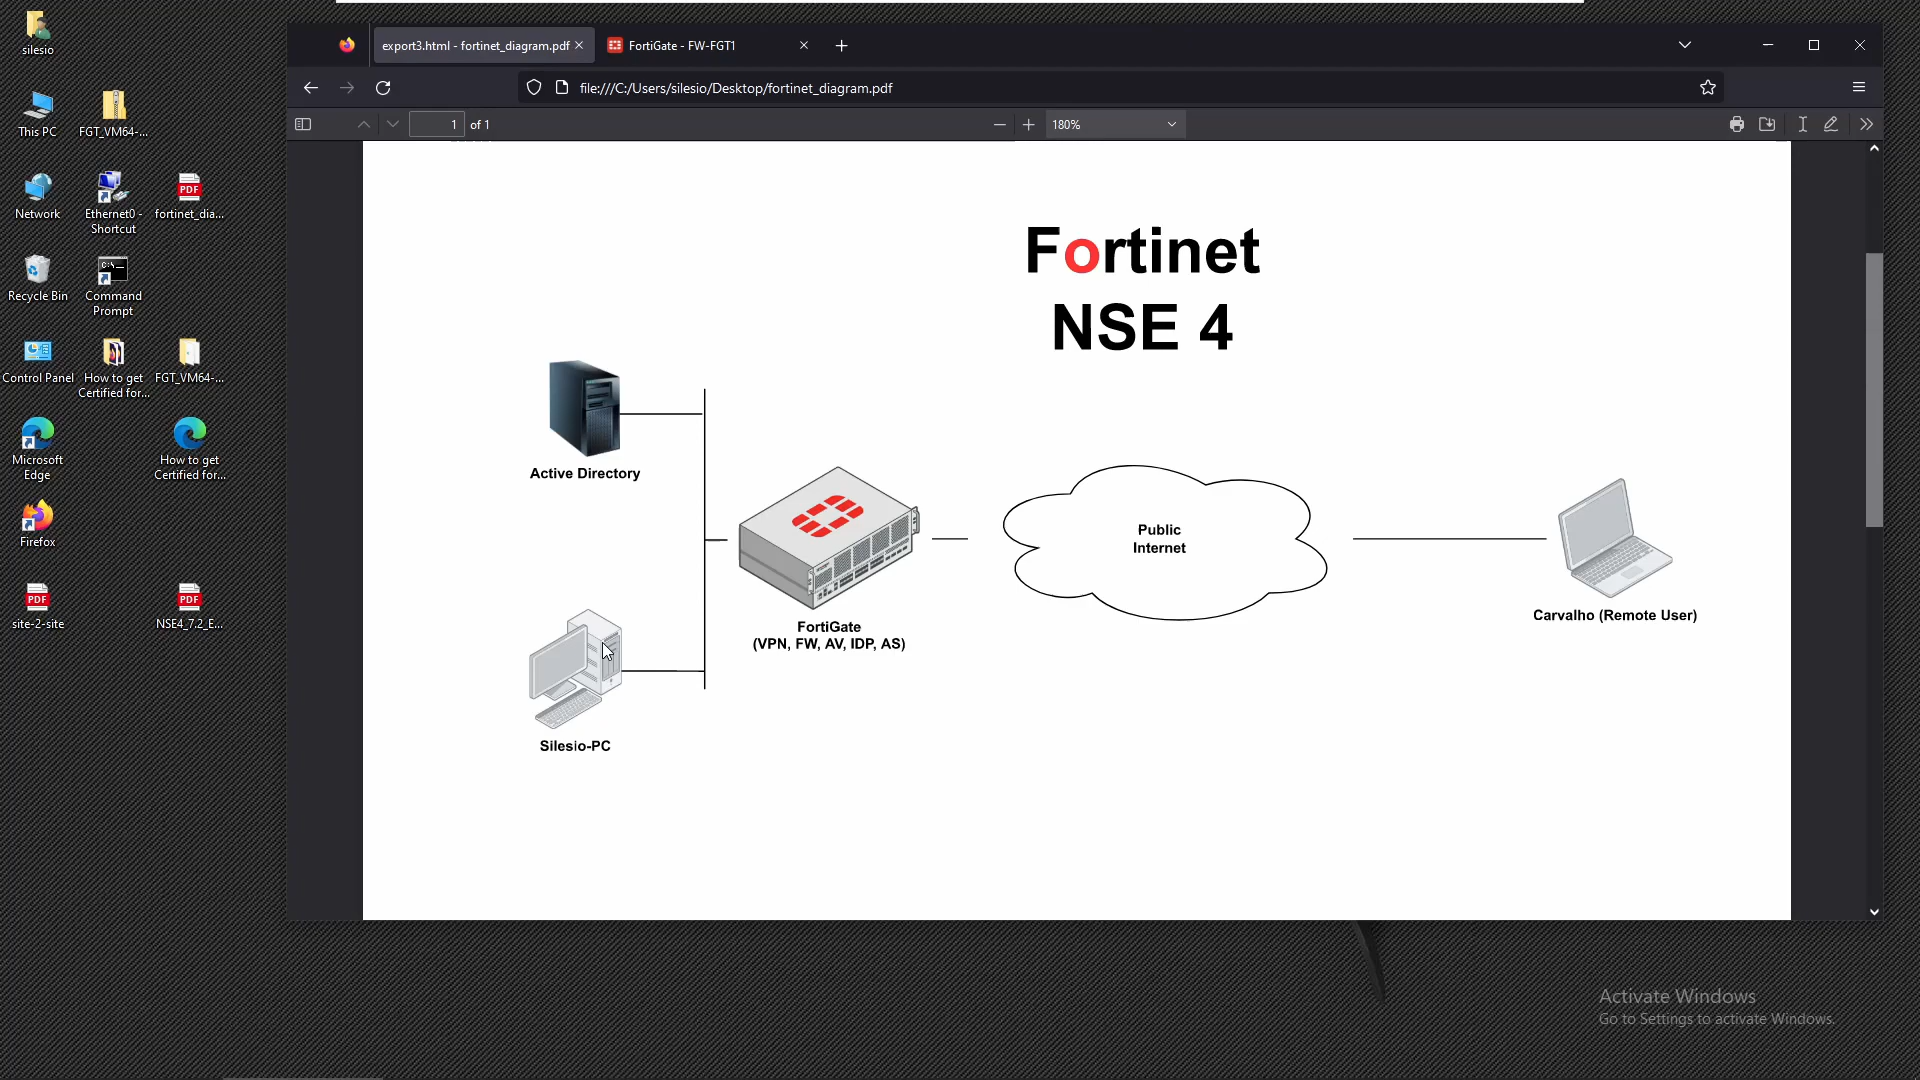 silesio
This PC
FGT_VM64-...
Network
Ethernet0 -
Shortcut
fortinet_dia...
Recycle Bin
Command
Prompt
Control Panel
How to get
Certified for...
FGT_VM64-...
Microsoft
Edge
How to get
Certified for...
Firefox
PDF
site-2-site
PDF
NSE4_7.2_E...
PDF
export3.html - fortinet_diagram.pdf
FortiGate - FW-FGT1
file:///C:/Users/silesio/Desktop/fortinet_diagram.pdf
1 of 1
180%
Fortinet
NSE 4
Active Directory
Public
Internet
FortiGate
(VPN, FW, AV, IDP, AS)
Carvalho (Remote User)
Silesio-PC
Activate Windows
Go to Settings to activate Windows.